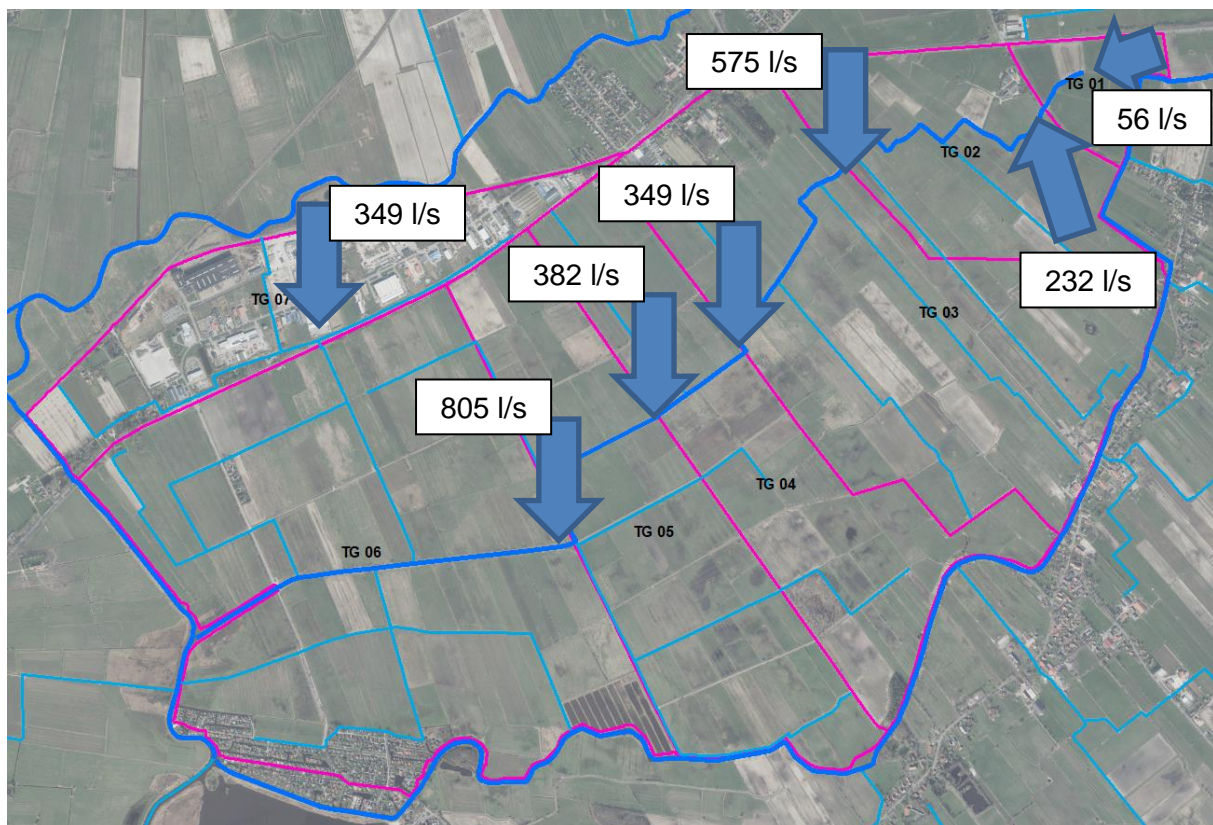 575 l/s
TG 01
56 l/s
TG 02
349 l/s
349 l/s
382 l/s
232 l/s
TG 07
TG 03
805 l/s
TG 04
TG 05
TG 06